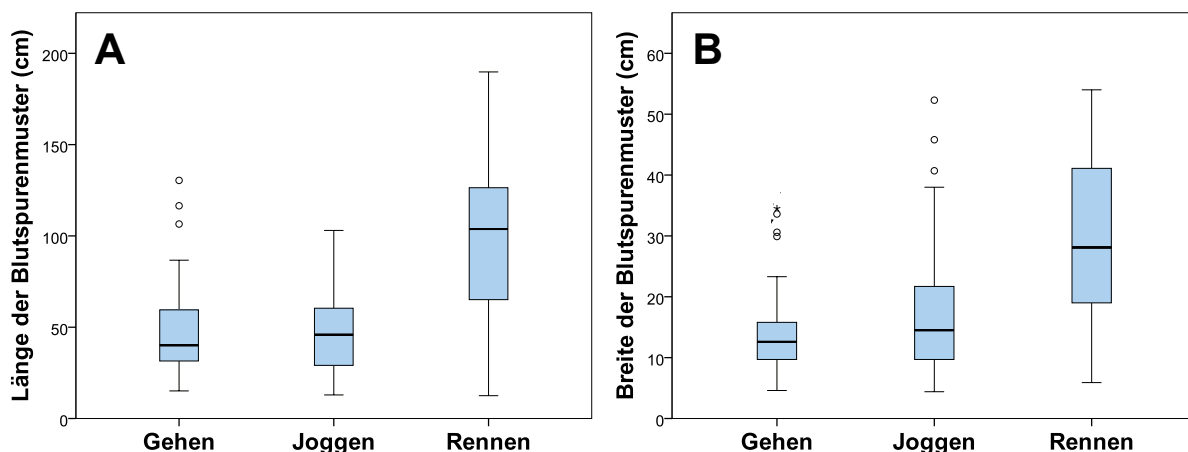 A
Länge der Blutspurenmuster (cm)
200
150
100
50
0
Gehen Joggen Rennen
B
Breite der Blutspurenmuster (cm)
60
50
40
30
20
10
0
Gehen Joggen Rennen